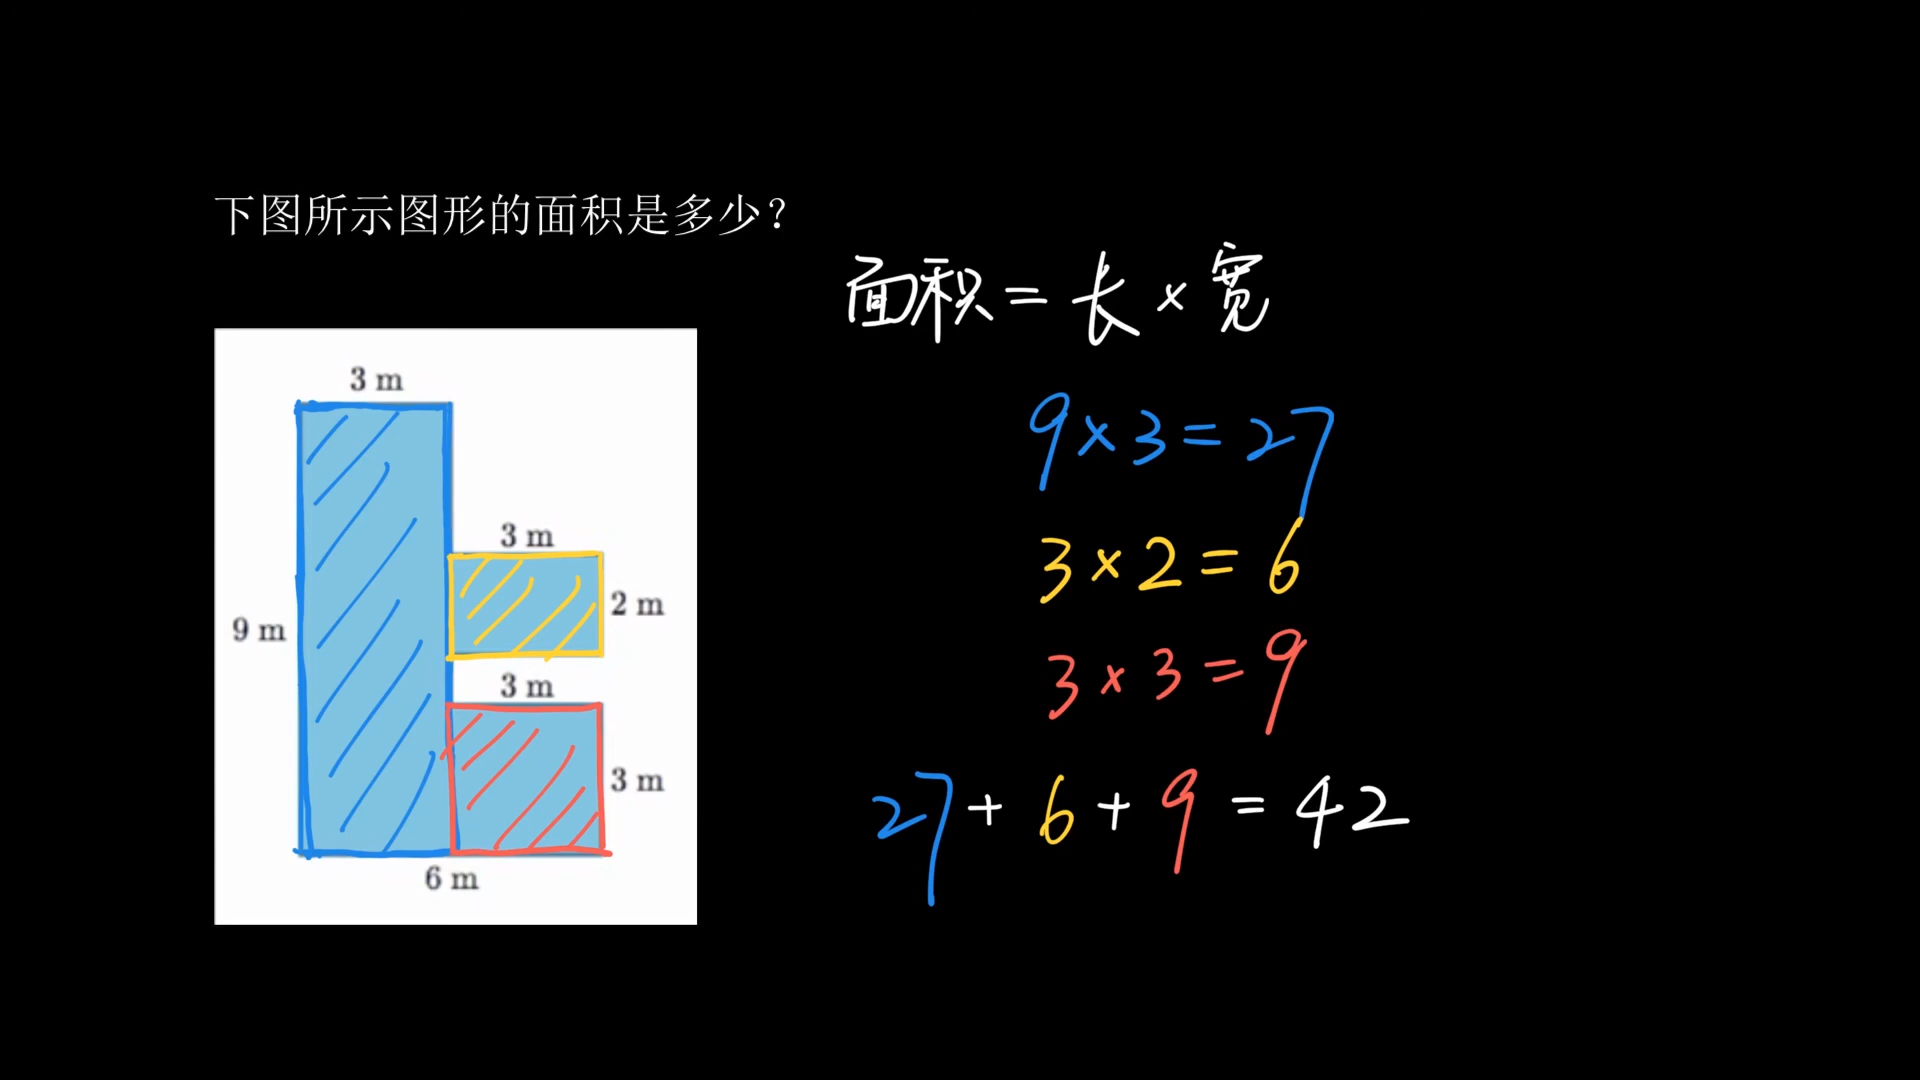 下图所示图形的面积是多少？
面积=长×宽
3 m
9×3=27
3 m
3×2=6
2 m
9 m
3 m
3×3=9
3 m
27+6+9=42
6 m